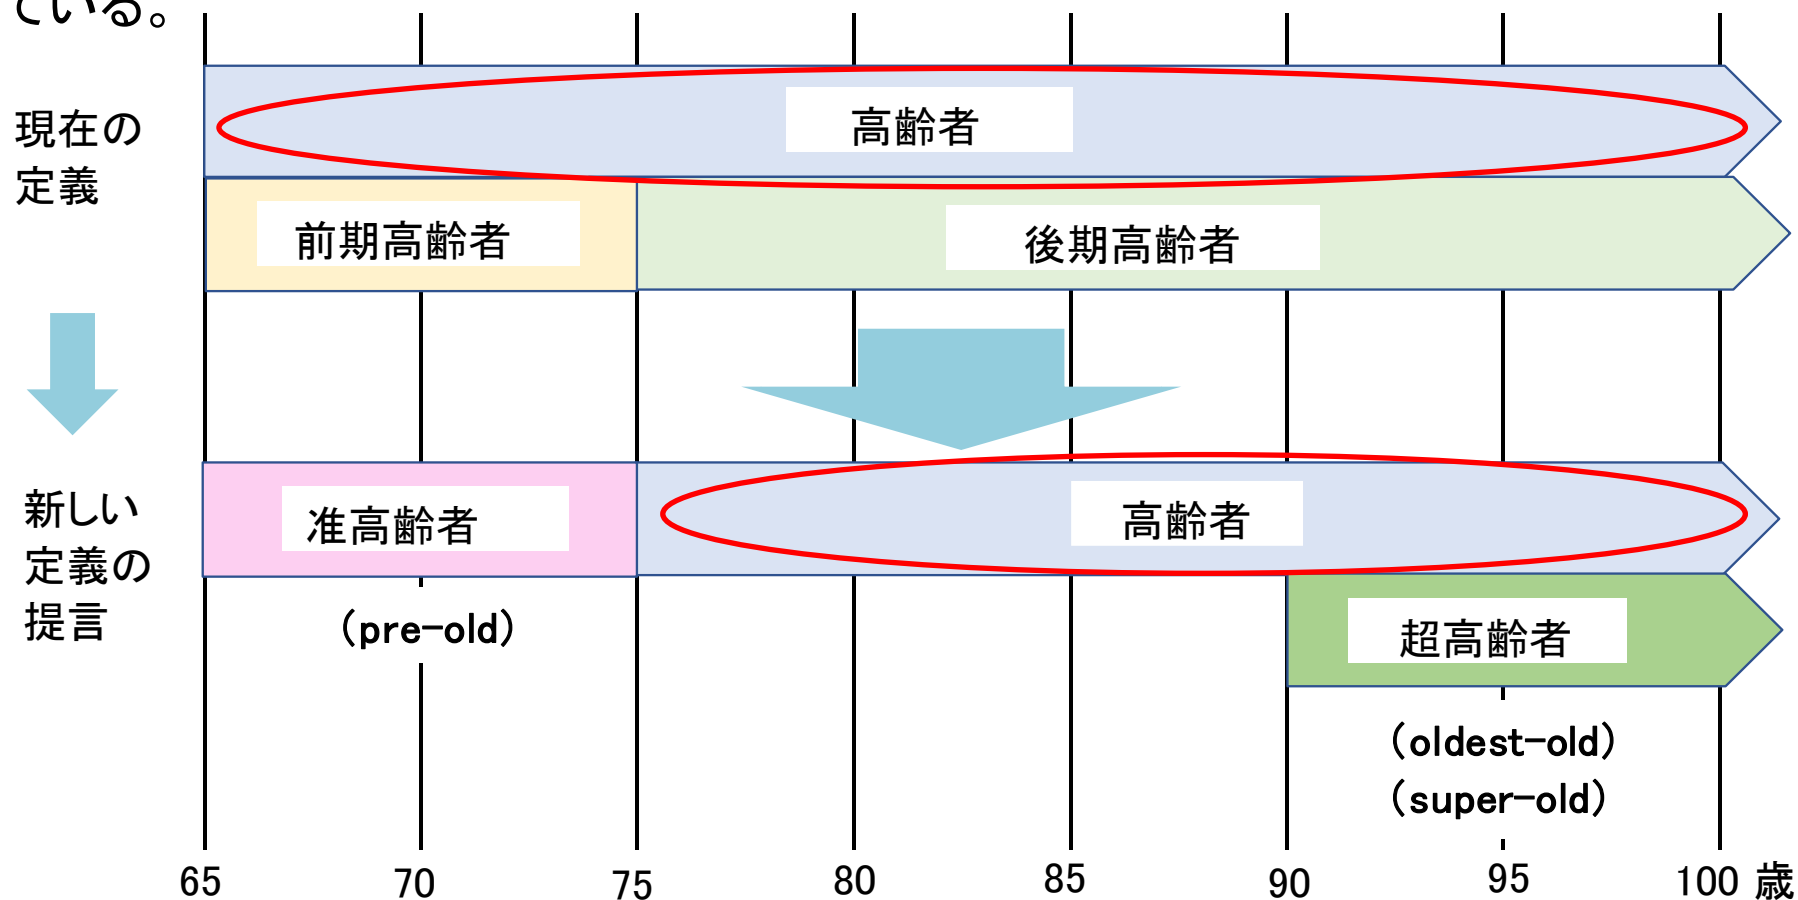 ている。
高齢者
現在の
定義
前期高齢者
後期高齢者
准高齢者
高齢者
新しい
定義の
提言
（pre-old）
超高齢者
（oldest-old）
（super-old）
65
70
75
80
85
90
95
100 歳